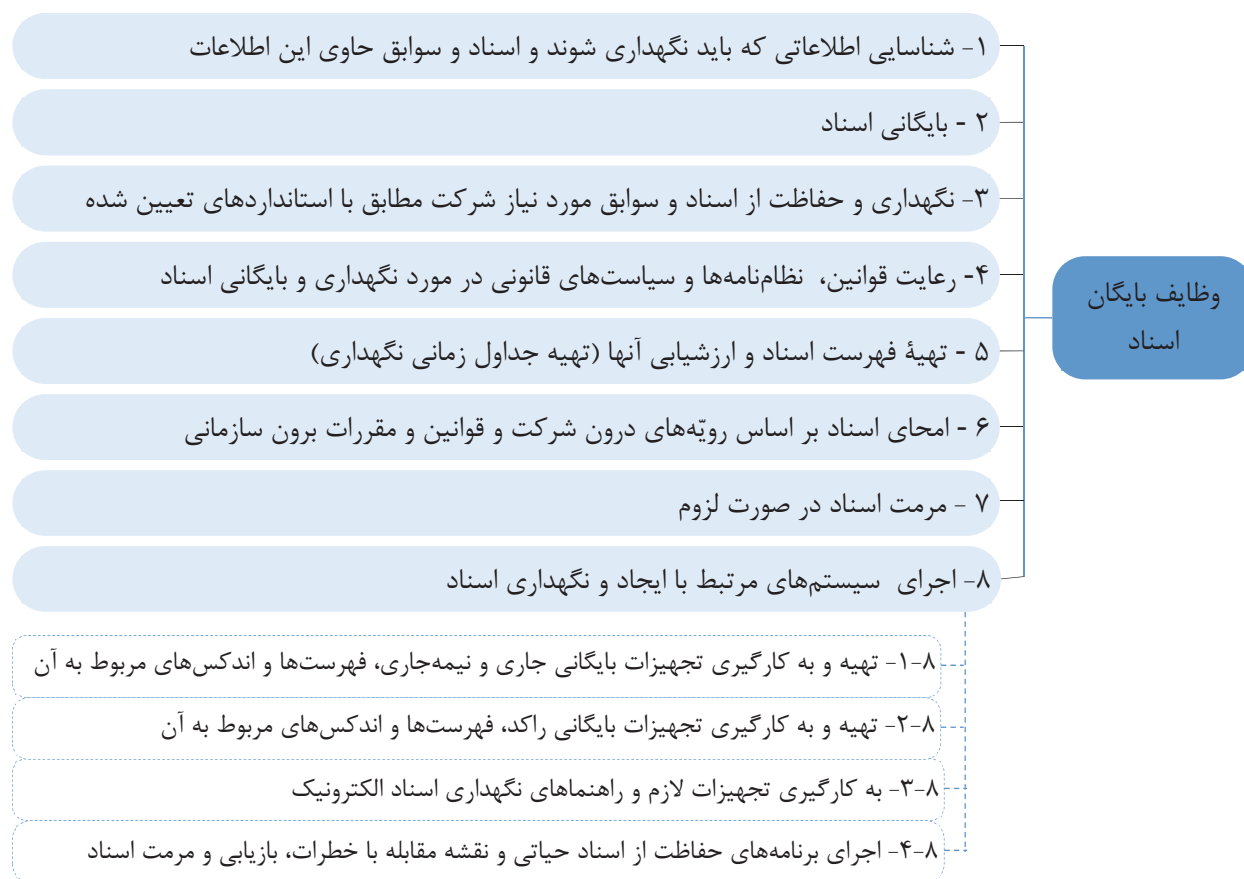 وظایف بایگان
اسناد
۱- شناسایی اطلاعاتی که باید نگهداری شوند و اسناد و سوابق حاوی این اطلاعات
۲ - بایگانی اسناد
۳- نگهداری و حفاظت از اسناد و سوابق مورد نیاز شرکت مطابق با استانداردهای تعیین شده
۴- رعایت قوانین، نظام‌نامه‌ها و سیاست‌های قانونی در مورد نگهداری و بایگانی اسناد
۵ - تهیۀ فهرست اسناد و ارزشیابی آنها (تهیه جداول زمانی نگهداری)
۶ - امحای اسناد بر اساس رویّه‌های درون شرکت و قوانین و مقررات برون سازمانی
۷ - مرمت اسناد در صورت لزوم
۸- اجرای سیستم‌های مرتبط با ایجاد و نگهداری اسناد
۸-۱- تهیه و به کارگیری تجهیزات بایگانی جاری و نیمه‌جاری، فهرست‌ها و اندکس‌های مربوط به آن
۸-۲- تهیه و به کارگیری تجهیزات بایگانی راکد، فهرست‌ها و اندکس‌های مربوط به آن
۸-۳- به کارگیری تجهیزات لازم و راهنماهای نگهداری اسناد الکترونیک
۸-۴- اجرای برنامه‌های حفاظت از اسناد حیاتی و نقشه مقابله با خطرات، بازیابی و مرمت اسناد